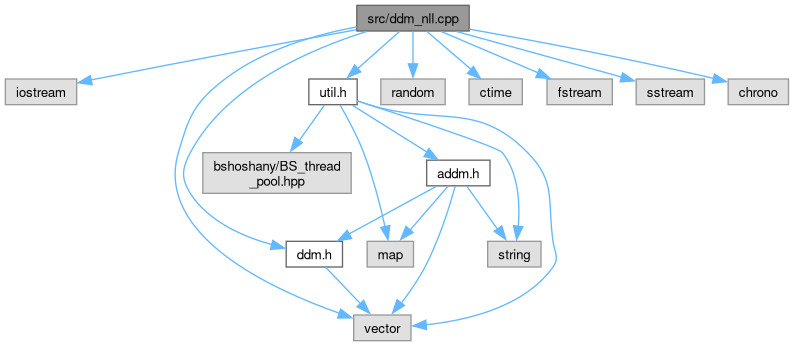 src/ddm_nll.cpp
iostream
util.h
random
ctime
fstream
sstream
chrono
bshoshany/BS_thread
_pool.hpp
addm.h
ddm.h
map
string
vector